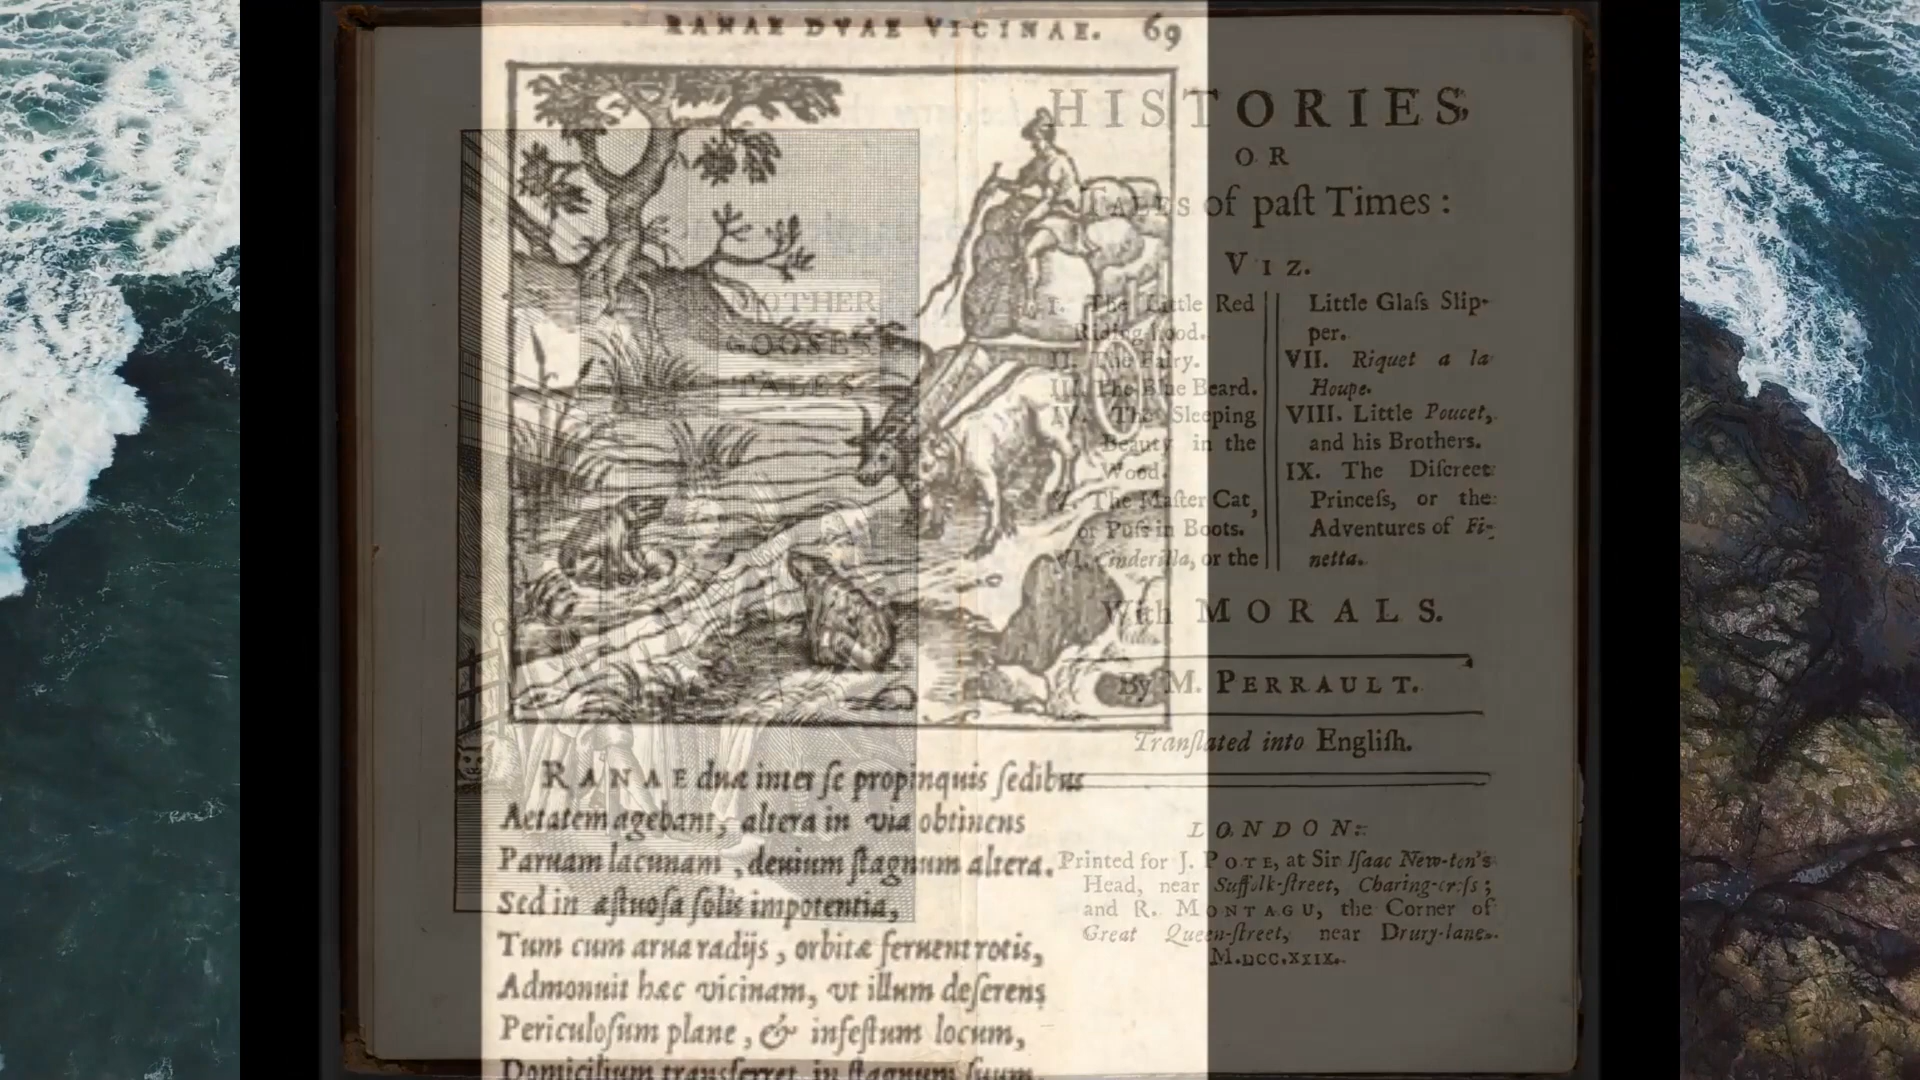 RANAE DVAE VICINAE. 69
RANAE duæ inter ſe propinquis ſedibus
Aetatem agebant, altera in via obtinens
Paruam lacunam, deuium ſtagnum altera.
Sed in æſtuoſa ſolis impotentia,
Tum cum arua radijs, orbitæ feruent rotis,
Admonuit hæc vicinam, vt illum deſerens
Periculoſum plane, & infeſtum locum,
Domicilium transferret in ſtagnum ſuum.
MOTHER
GOOSE'S
TALES
HISTORIES,
OR
TALES of paſt Times:
VIZ.
I. The Little Red
Riding-hood.
II. The Fairy.
III. The Blue Beard.
IV. The Sleeping
Beauty in the
Wood.
V. The Maſter Cat,
or Puſs in Boots.
VI. Cinderilla, or the
Little Glaſs Slip-
per.
VII. Riquet a la
Houpe.
VIII. Little Poucet,
and his Brothers.
IX. The Diſcreet
Princeſs, or the
Adventures of Fi-
netta.
With MORALS.
By M. PERRAULT.
Tranſlated into Engliſh.
LONDON:
Printed for J. POTE, at Sir Iſaac New-ton's
Head, near Suffolk-ſtreet, Charing-croſs;
and R. MONTAGU, the Corner of
Great Queen-ſtreet, near Drury-lane.
M.DCC.XXIX.